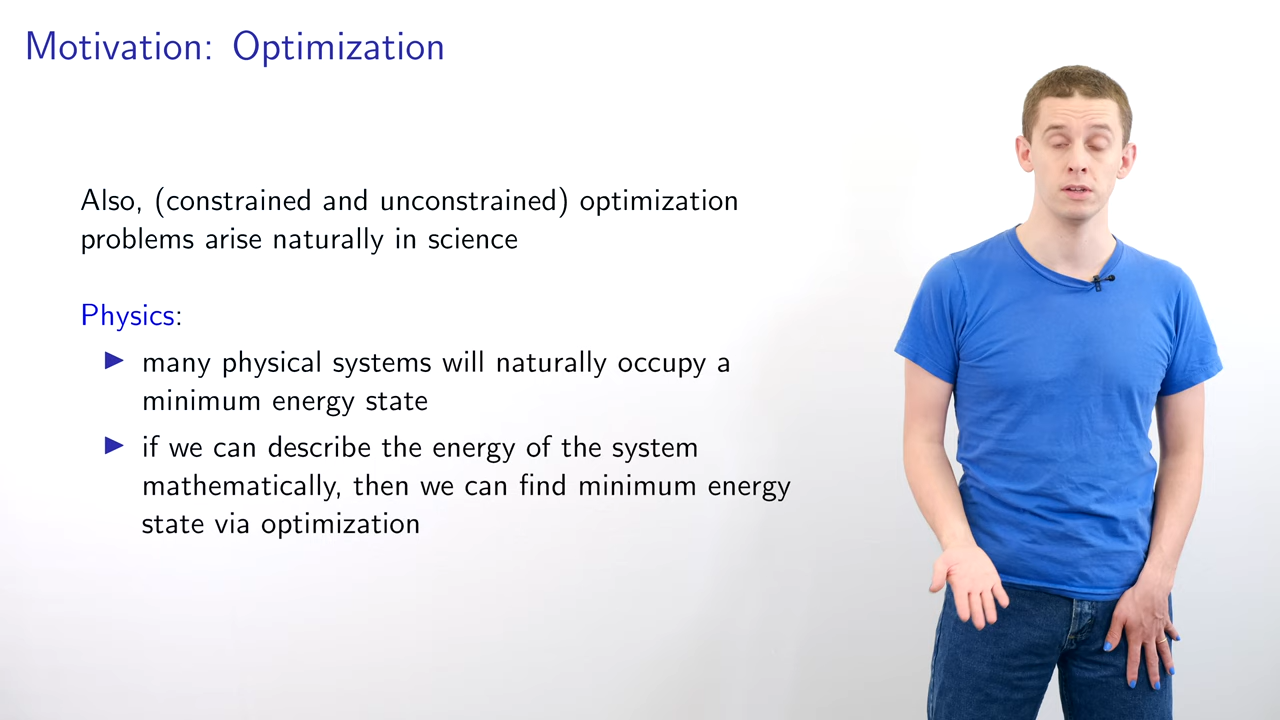 Motivation: Optimization
Also, (constrained and unconstrained) optimization
problems arise naturally in science
Physics:
▶ many physical systems will naturally occupy a
minimum energy state
▶ if we can describe the energy of the system
mathematically, then we can find minimum energy
state via optimization